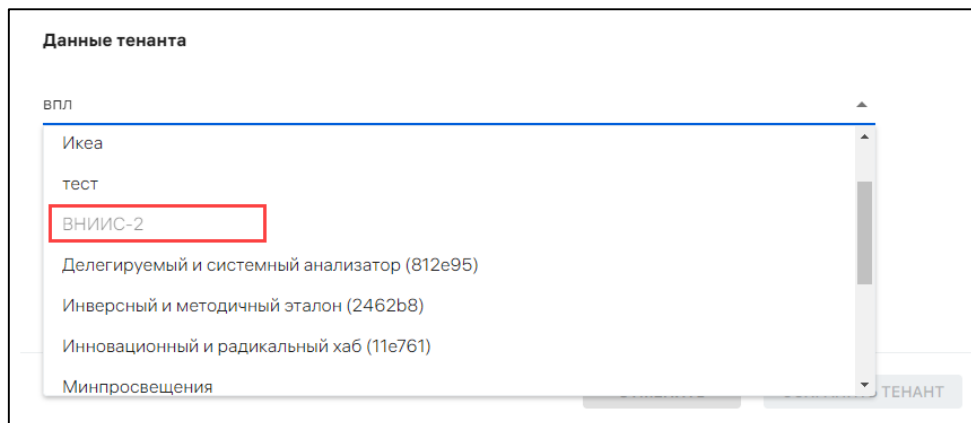 Данные тенанта
впл
Икеа
тест
ВНИИС-2
Делегируемый и системный анализатор (812e95)
Инверсный и методичный эталон (2462b8)
Инновационный и радикальный хаб (11e761)
Минпросвещения
ТЕНАНТ